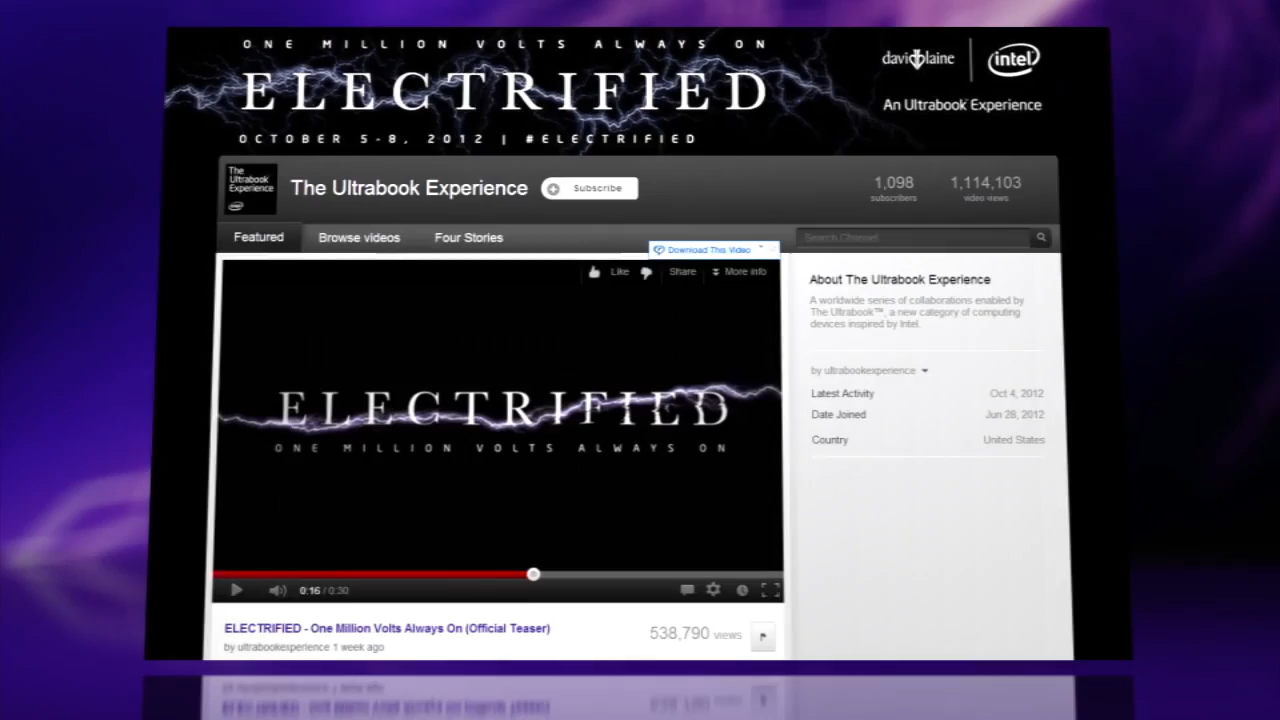 ONE MILLION VOLTS ALWAYS ON
ELECTRIFIED
OCTOBER 5-8, 2012 | #ELECTRIFIED
davidblaine
intel
An Ultrabook Experience
The
Ultrabook
Experience
intel
The Ultrabook Experience
Subscribe
1,098
subscribers
1,114,103
video views
Featured
Browse videos
Four Stories
Search Channel
Download This Video
Like
Share
More info
ELECTRIFIED
ONE MILLION VOLTS ALWAYS ON
0:16 / 0:30
ELECTRIFIED - One Million Volts Always On (Official Teaser)
by ultrabookexperience 1 week ago
538,790 views
About The Ultrabook Experience
A worldwide series of collaborations enabled by
The Ultrabook™, a new category of computing
devices inspired by Intel.
by ultrabookexperience
Latest Activity Oct 4, 2012
Date Joined Jun 28, 2012
Country United States